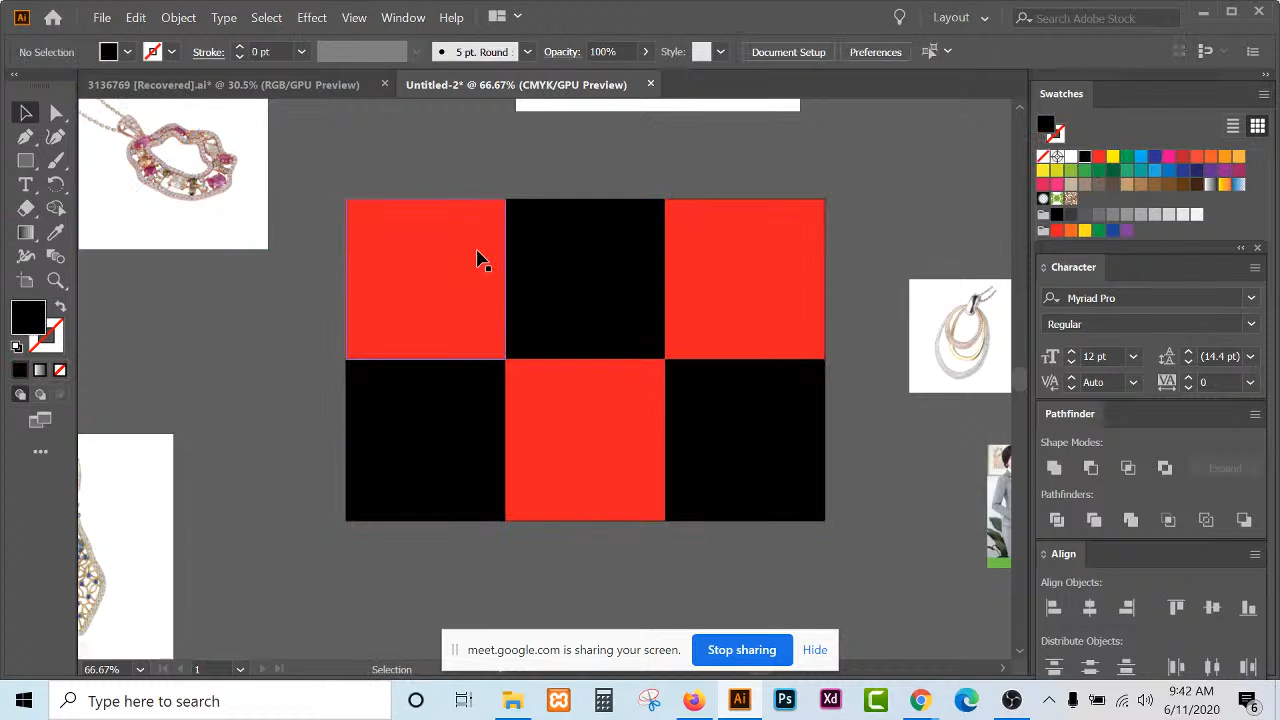 Ai File Edit Object Type Select Effect View Window Help Layout Search Adobe Stock
No Selection Stroke: 0 pt 5 pt. Round Opacity: 100% Style: Document Setup Preferences
3136769 [Recovered].ai* @ 30.5% (RGB/GPU Preview) Untitled-2* @ 66.67% (CMYK/GPU Preview)
Swatches
Character
Myriad Pro
Regular
12 pt (14.4 pt)
Auto 0
Pathfinder
Shape Modes:
Expand
Pathfinders:
Align
Align Objects:
Distribute Objects:
meet.google.com is sharing your screen. Stop sharing Hide
66.67% 1 Selection
Type here to search Ai Ps Xd C 9:42 AM
6/11/2020 6